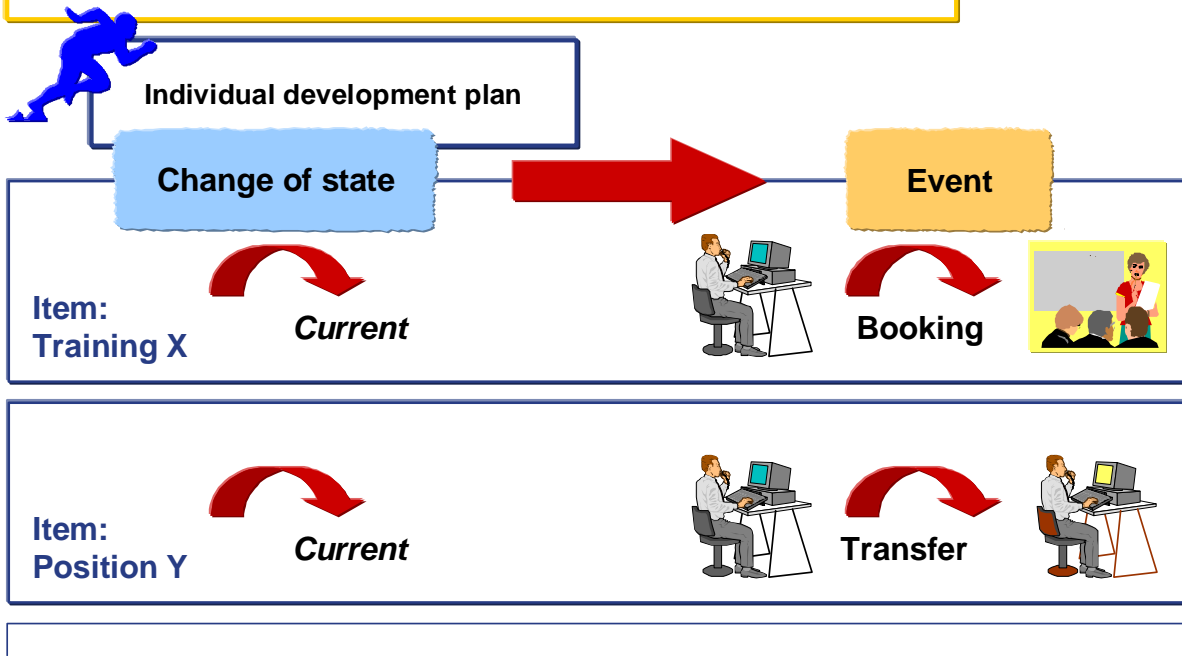 Individual development plan
Change of state
Event
Item:
Training X
Current
Booking
Item:
Position Y
Current
Transfer